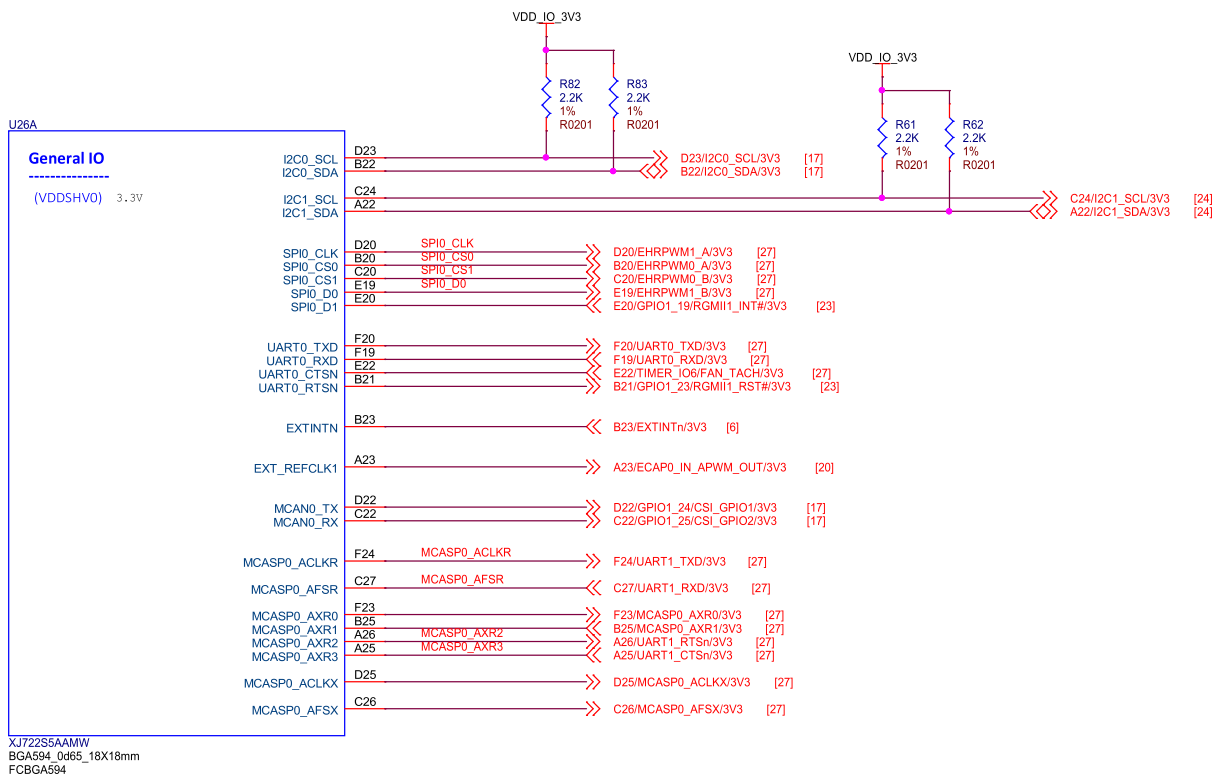 VDD_IO_3V3
VDD_IO_3V3
R82 R83
2.2K 2.2K
1% 1%
R0201 R0201
R61 R62
2.2K 2.2K
1% 1%
R0201 R0201
U26A
General IO
---------------
(VDDSHV0) 3.3V
I2C0_SCL D23 D23/I2C0_SCL/3V3 [17]
I2C0_SDA B22 B22/I2C0_SDA/3V3 [17]
I2C1_SCL C24 C24/I2C1_SCL/3V3 [24]
I2C1_SDA A22 A22/I2C1_SDA/3V3 [24]
SPI0_CLK D20 SPI0_CLK D20/EHRPWM1_A/3V3 [27]
SPI0_CS0 B20 SPI0_CS0 B20/EHRPWM0_A/3V3 [27]
SPI0_CS1 C20 SPI0_CS1 C20/EHRPWM0_B/3V3 [27]
SPI0_D0 E19 SPI0_D0 E19/EHRPWM1_B/3V3 [27]
SPI0_D1 E20 E20/GPIO1_19/RGMII1_INT#/3V3 [23]
UART0_TXD F20 F20/UART0_TXD/3V3 [27]
UART0_RXD F19 F19/UART0_RXD/3V3 [27]
UART0_CTSN E22 E22/TIMER_IO6/FAN_TACH/3V3 [27]
UART0_RTSN B21 B21/GPIO1_23/RGMII1_RST#/3V3 [23]
EXTINTN B23 B23/EXTINTn/3V3 [6]
EXT_REFCLK1 A23 A23/ECAP0_IN_APWM_OUT/3V3 [20]
MCAN0_TX D22 D22/GPIO1_24/CSI_GPIO1/3V3 [17]
MCAN0_RX C22 C22/GPIO1_25/CSI_GPIO2/3V3 [17]
MCASP0_ACLKR F24 MCASP0_ACLKR F24/UART1_TXD/3V3 [27]
MCASP0_AFSR C27 MCASP0_AFSR C27/UART1_RXD/3V3 [27]
MCASP0_AXR0 F23 F23/MCASP0_AXR0/3V3 [27]
MCASP0_AXR1 B25 B25/MCASP0_AXR1/3V3 [27]
MCASP0_AXR2 A26 MCASP0_AXR2 A26/UART1_RTSn/3V3 [27]
MCASP0_AXR3 A25 MCASP0_AXR3 A25/UART1_CTSn/3V3 [27]
MCASP0_ACLKX D25 D25/MCASP0_ACLKX/3V3 [27]
MCASP0_AFSX C26 C26/MCASP0_AFSX/3V3 [27]
XJ722S5AAMW
BGA594_0d65_18X18mm
FCBGA594